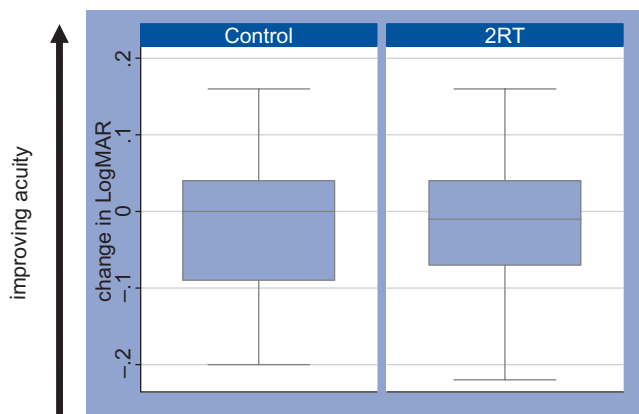 Control
2RT
improving acuity
change in LogMAR
.2
.1
0
–.1
–.2